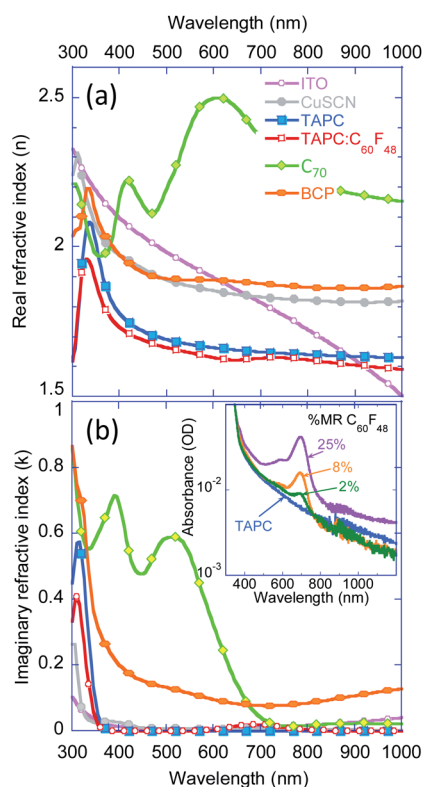 Wavelength (nm)
300 400 500 600 700 800 900 1000
(a)
ITO
CuSCN
TAPC
TAPC:C60F48
C70
BCP
Real refractive index (n)
2.5
2
1.5
(b)
%MR C60F48
25%
8%
2%
TAPC
Absorbance (OD)
10-2
10-3
400 600 800 1000
Wavelength (nm)
Imaginary refractive index (k)
1
0.8
0.6
0.4
0.2
0
300 400 500 600 700 800 900 1000
Wavelength (nm)